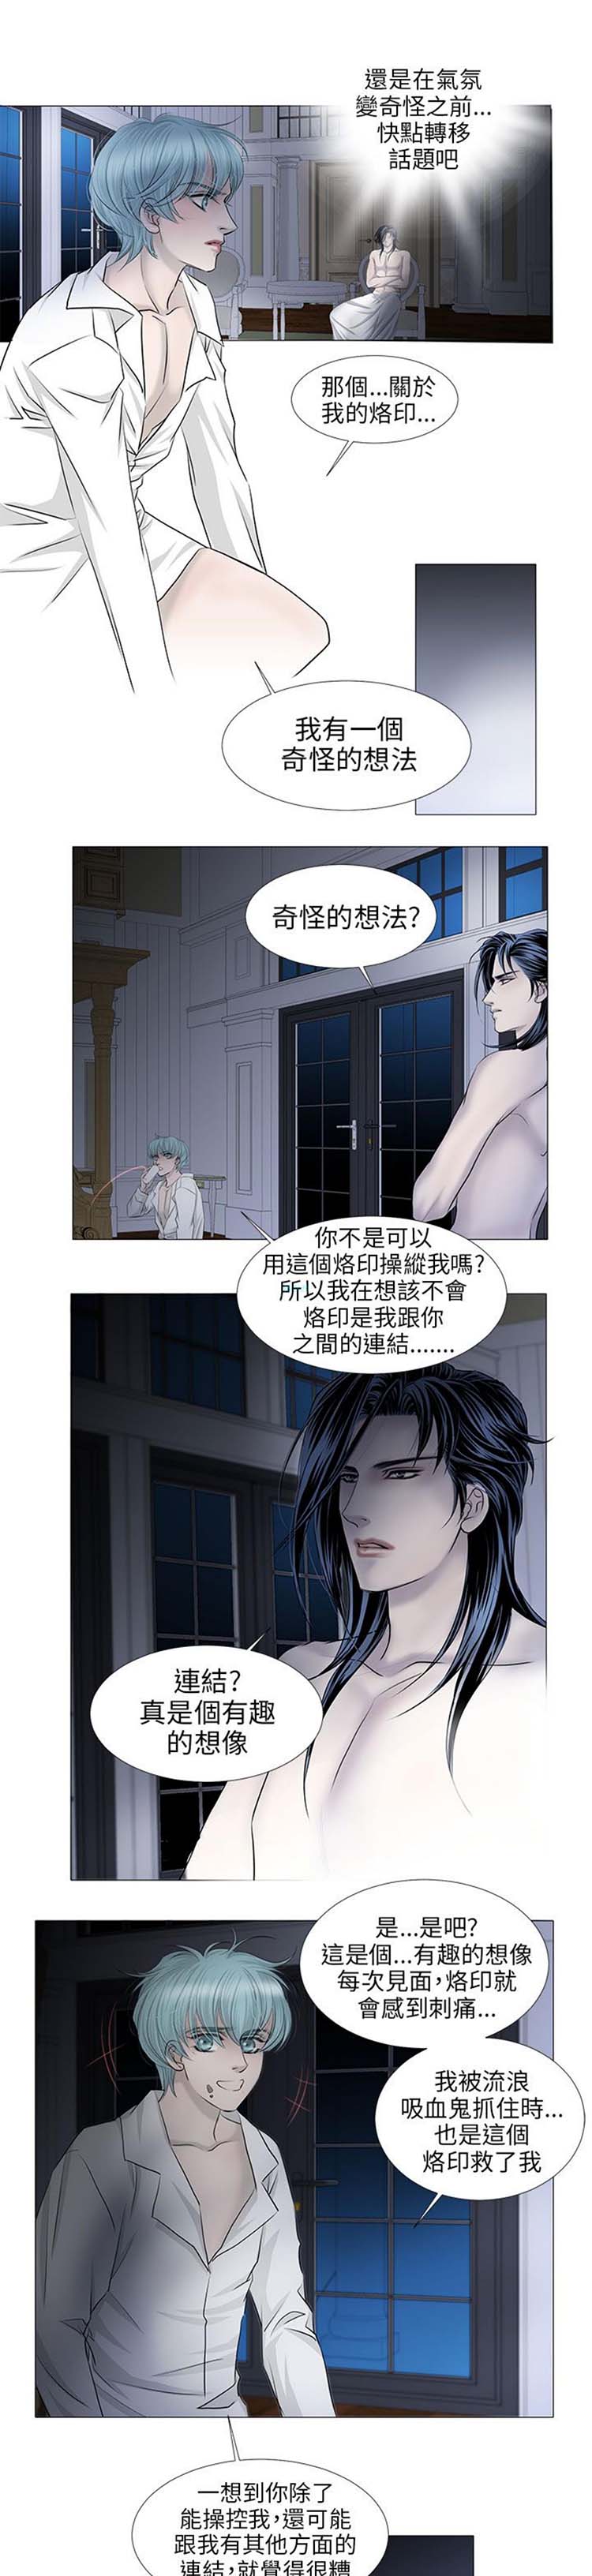 還是在氣氛
變奇怪之前...
快點轉移
話題吧
那個...關於
我的烙印...
我有一個
奇怪的想法
奇怪的想法?
你不是可以
用這個烙印操縱我嗎?
所以我在想該不會
烙印是我跟你
之間的連結.......
連結?
真是個有趣
的想像
是...是吧?
這是個...有趣的想像
每次見面,烙印就
會感到刺痛...
我被流浪
吸血鬼抓住時...
也是這個
烙印救了我
一想到你除了
能操控我,還可能
跟我有其他方面的
連結,就覺得很糟